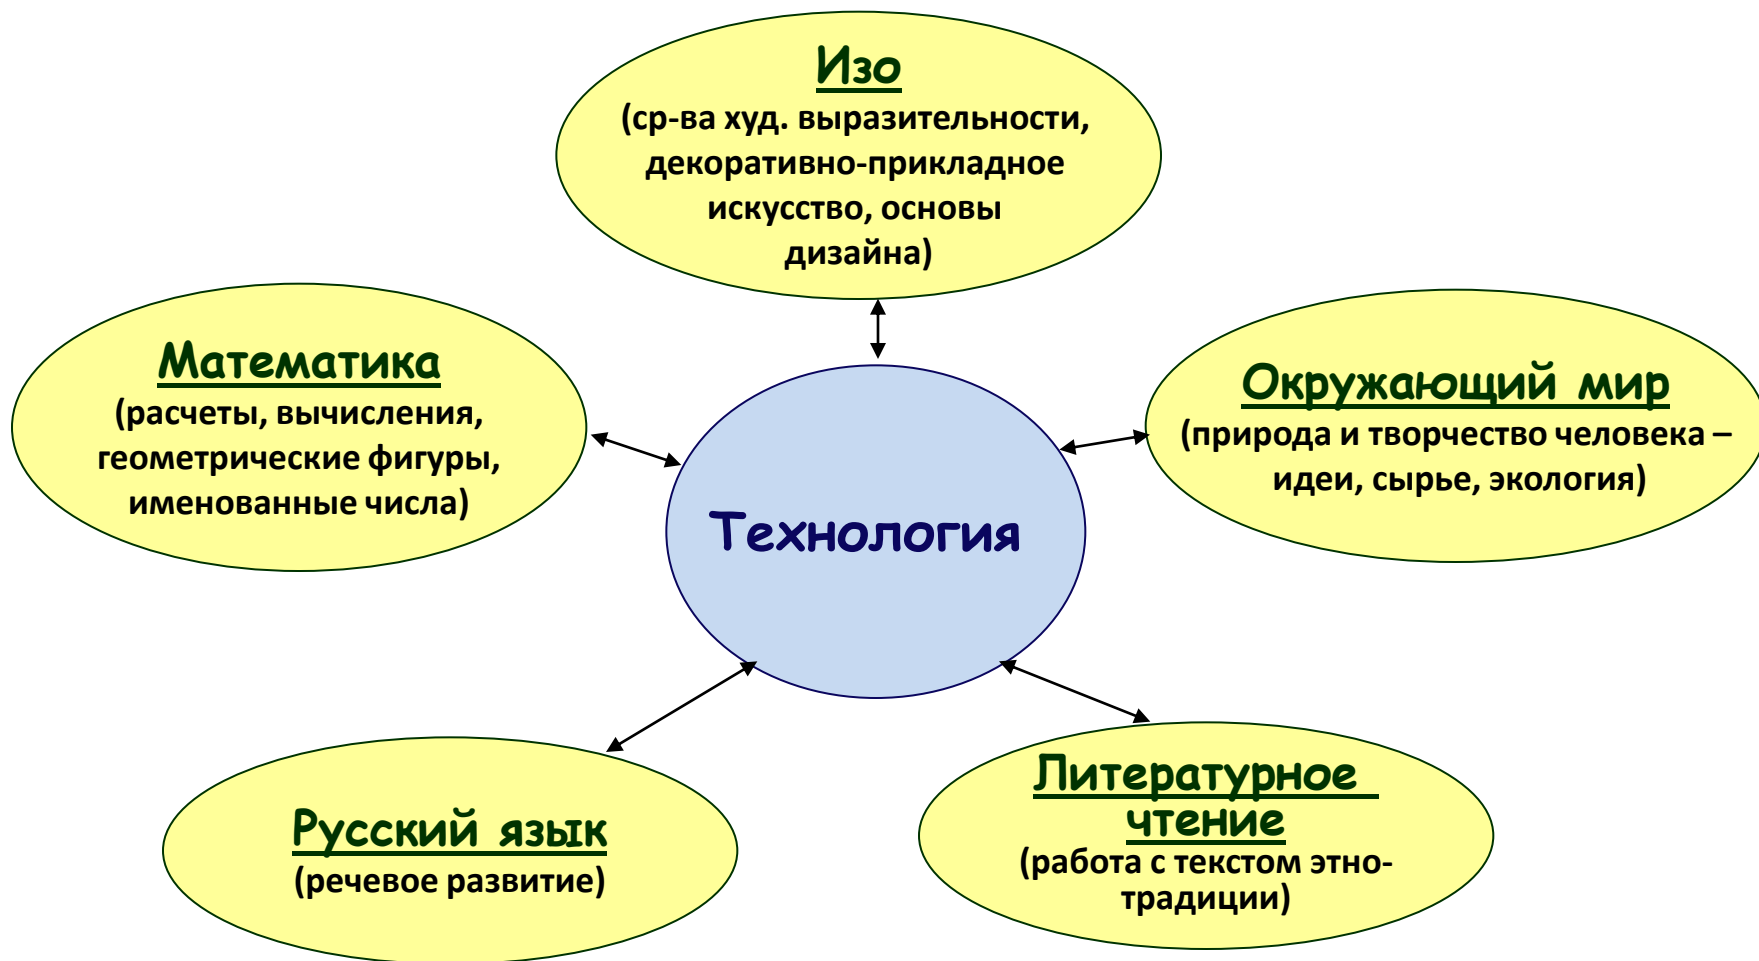 Изо
(ср-ва худ. выразительности,
декоративно-прикладное
искусство, основы
дизайна)
Математика
(расчеты, вычисления,
геометрические фигуры,
именованные числа)
Окружающий мир
(природа и творчество человека –
идеи, сырье, экология)
Технология
Русский язык
(речевое развитие)
Литературное
чтение
(работа с текстом этно-
традиции)